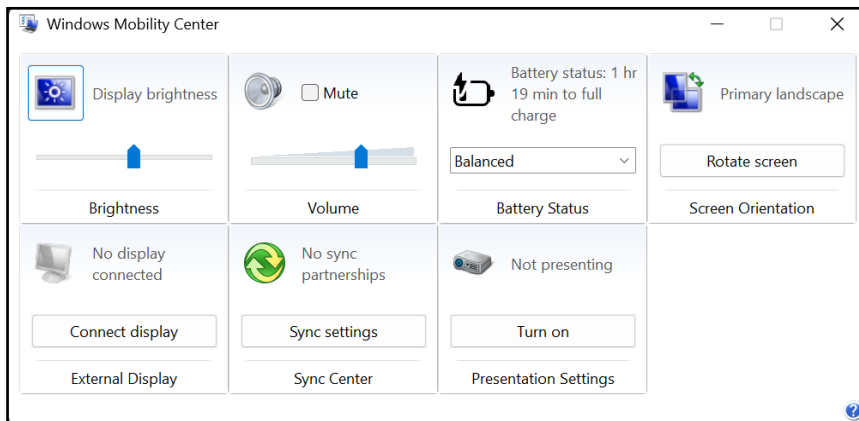 Windows Mobility Center
Display brightness
Brightness
Mute
Volume
Battery status: 1 hr
19 min to full
charge
Balanced
Battery Status
Primary landscape
Rotate screen
Screen Orientation
No display
connected
Connect display
External Display
No sync
partnerships
Sync settings
Sync Center
Not presenting
Turn on
Presentation Settings
?